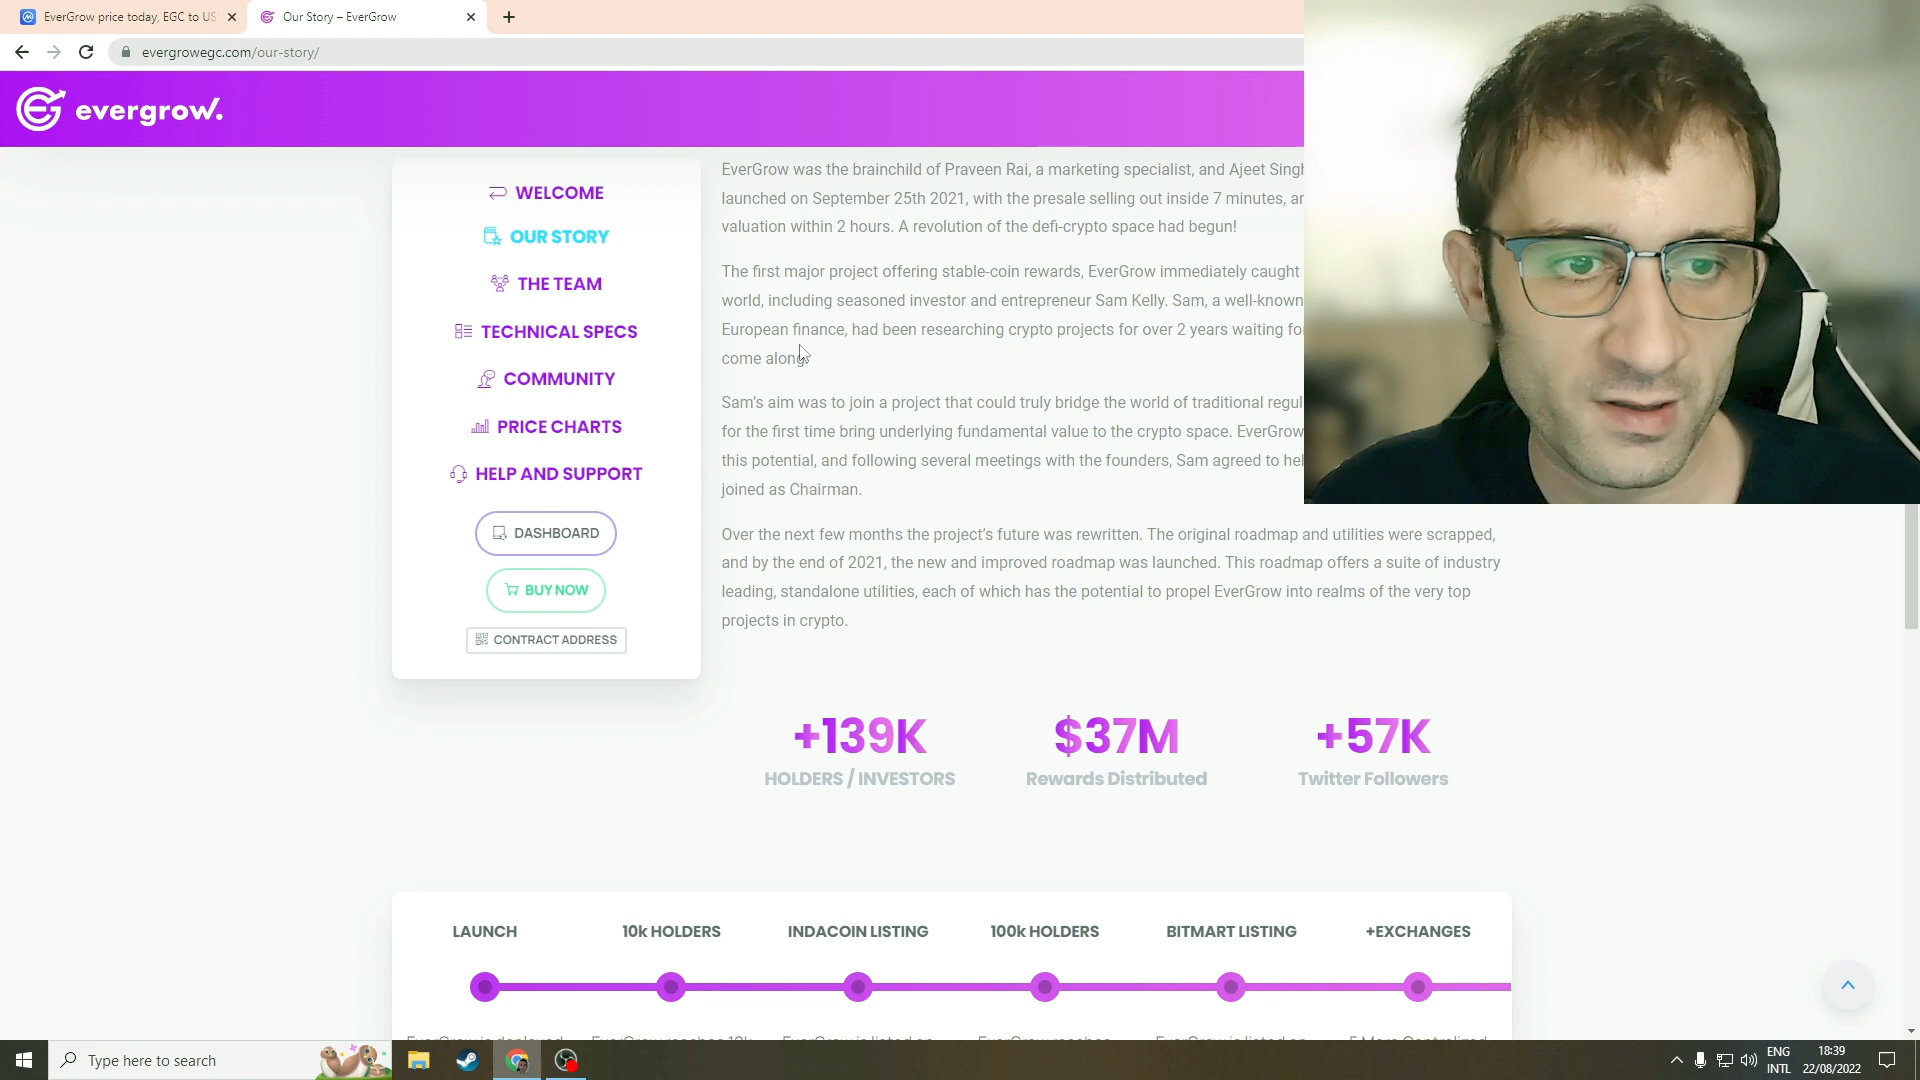 EverGrow price today, EGC to US
Our Story – EverGrow
evergrowegc.com/our-story/
evergrow.
WELCOME
OUR STORY
THE TEAM
TECHNICAL SPECS
COMMUNITY
PRICE CHARTS
HELP AND SUPPORT
DASHBOARD
BUY NOW
CONTRACT ADDRESS
EverGrow was the brainchild of Praveen Rai, a marketing specialist, and Ajeet Singh
launched on September 25th 2021, with the presale selling out inside 7 minutes,
valuation within 2 hours. A revolution of the defi-crypto space had begun!
The first major project offering stable-coin rewards, EverGrow immediately caught
world, including seasoned investor and entrepreneur Sam Kelly. Sam, a well-known
European finance, had been researching crypto projects for over 2 years waiting for
come along.
Sam's aim was to join a project that could truly bridge the world of traditional
for the first time bring underlying fundamental value to the crypto space. EverGrow
this potential, and following several meetings with the founders, Sam agreed to
joined as Chairman.
Over the next few months the project's future was rewritten. The original roadmap and utilities were scrapped,
and by the end of 2021, the new and improved roadmap was launched. This roadmap offers a suite of industry
leading, standalone utilities, each of which has the potential to propel EverGrow into realms of the very top
projects in crypto.
+139K
HOLDERS / INVESTORS
$37M
Rewards Distributed
+57K
Twitter Followers
LAUNCH
10k HOLDERS
INDACOIN LISTING
100k HOLDERS
BITMART LISTING
+EXCHANGES
Type here to search
ENG
INTL
18:39
22/08/2022